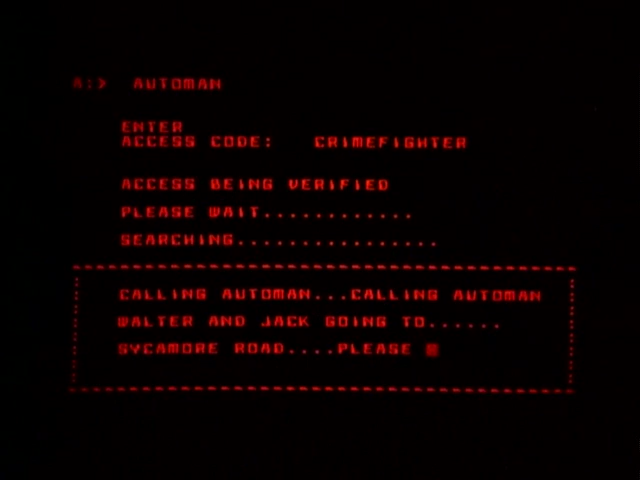 A:> AUTOMAN
ENTER
ACCESS CODE: CRIMEFIGHTER
ACCESS BEING VERIFIED
PLEASE WAIT.............
SEARCHING..................
CALLING AUTOMAN...CALLING AUTOMAN
WALTER AND JACK GOING TO......
SYCAMORE ROAD....PLEASE